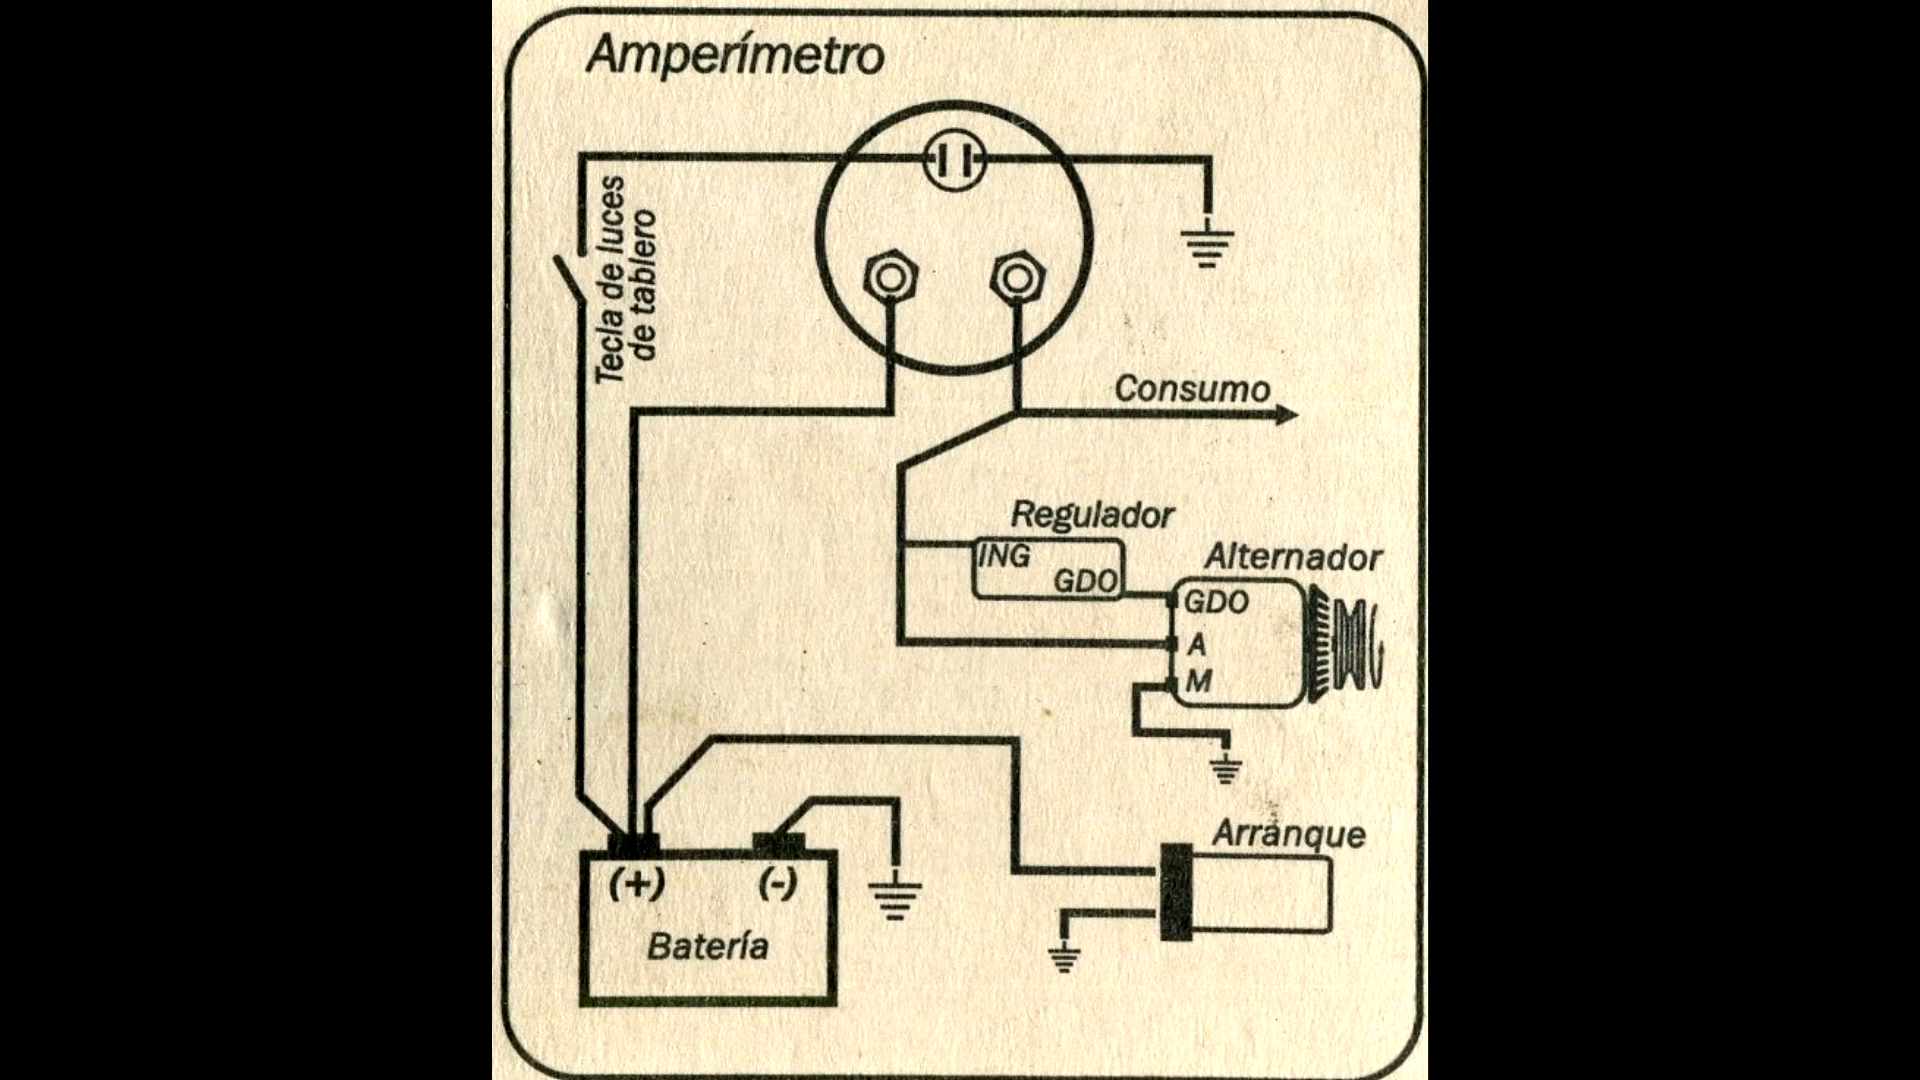 Amperímetro
Tecla de luces
de tablero
Consumo
Regulador
ING
GDO
Alternador
GDO
A
M
Arranque
(+)
(-)
Batería